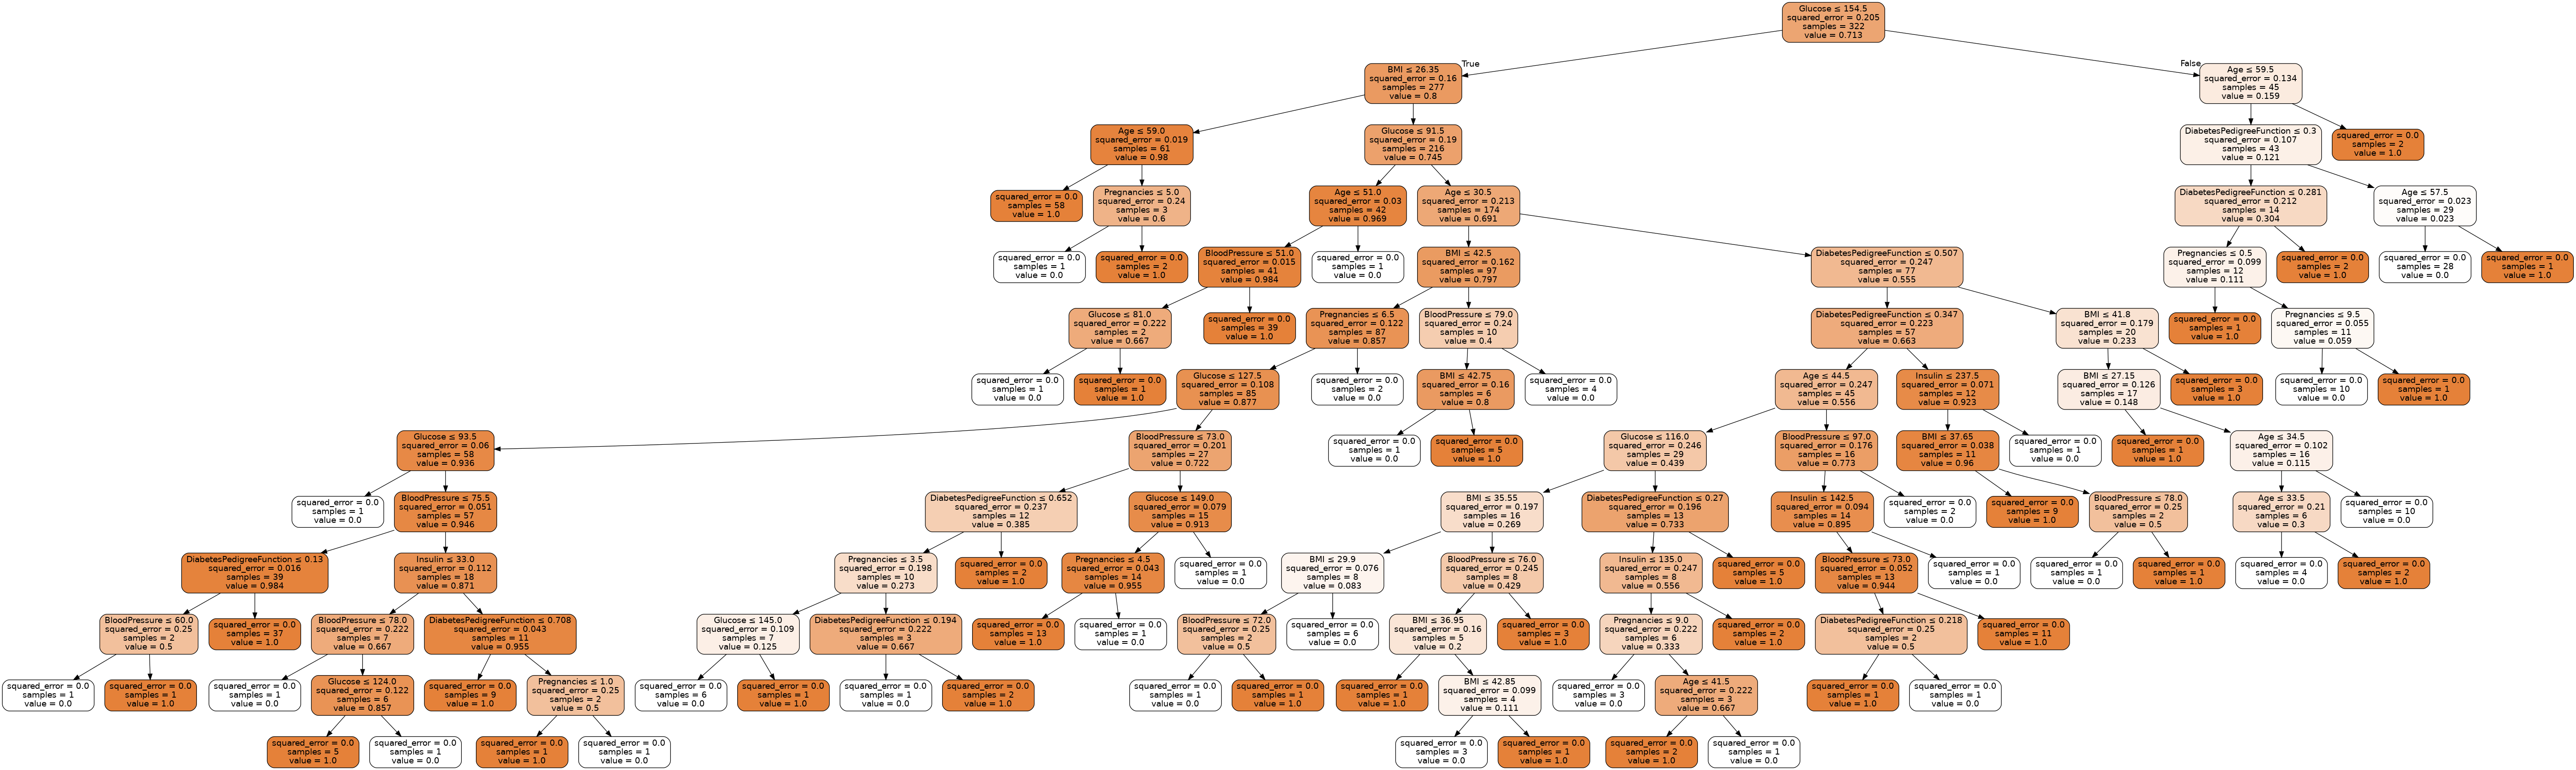 Glucose ≤ 154.5
squared_error = 0.205
samples = 322
value = 0.713
True
False
BMI ≤ 26.35
squared_error = 0.16
samples = 277
value = 0.8
Age ≤ 59.5
squared_error = 0.134
samples = 45
value = 0.159
Age ≤ 59.0
squared_error = 0.019
samples = 61
value = 0.98
Glucose ≤ 91.5
squared_error = 0.19
samples = 216
value = 0.745
DiabetesPedigreeFunction ≤ 0.3
squared_error = 0.107
samples = 43
value = 0.121
squared_error = 0.0
samples = 2
value = 1.0
squared_error = 0.0
samples = 58
value = 1.0
Pregnancies ≤ 5.0
squared_error = 0.24
samples = 3
value = 0.6
Age ≤ 51.0
squared_error = 0.03
samples = 42
value = 0.969
Age ≤ 30.5
squared_error = 0.213
samples = 174
value = 0.691
DiabetesPedigreeFunction ≤ 0.281
squared_error = 0.212
samples = 14
value = 0.304
Age ≤ 57.5
squared_error = 0.023
samples = 29
value = 0.023
squared_error = 0.0
samples = 1
value = 0.0
squared_error = 0.0
samples = 2
value = 1.0
BloodPressure ≤ 51.0
squared_error = 0.015
samples = 41
value = 0.984
squared_error = 0.0
samples = 1
value = 0.0
BMI ≤ 42.5
squared_error = 0.162
samples = 97
value = 0.797
DiabetesPedigreeFunction ≤ 0.507
squared_error = 0.247
samples = 77
value = 0.555
Pregnancies ≤ 0.5
squared_error = 0.099
samples = 12
value = 0.111
squared_error = 0.0
samples = 2
value = 1.0
squared_error = 0.0
samples = 28
value = 0.0
squared_error = 0.0
samples = 1
value = 1.0
Glucose ≤ 81.0
squared_error = 0.222
samples = 2
value = 0.667
squared_error = 0.0
samples = 39
value = 1.0
Pregnancies ≤ 6.5
squared_error = 0.122
samples = 87
value = 0.857
BloodPressure ≤ 79.0
squared_error = 0.24
samples = 10
value = 0.4
DiabetesPedigreeFunction ≤ 0.347
squared_error = 0.223
samples = 57
value = 0.663
BMI ≤ 41.8
squared_error = 0.179
samples = 20
value = 0.233
squared_error = 0.0
samples = 1
value = 1.0
Pregnancies ≤ 9.5
squared_error = 0.055
samples = 11
value = 0.059
squared_error = 0.0
samples = 1
value = 0.0
squared_error = 0.0
samples = 1
value = 1.0
Glucose ≤ 127.5
squared_error = 0.108
samples = 85
value = 0.877
squared_error = 0.0
samples = 2
value = 0.0
BMI ≤ 42.75
squared_error = 0.16
samples = 6
value = 0.8
squared_error = 0.0
samples = 4
value = 0.0
Age ≤ 44.5
squared_error = 0.247
samples = 45
value = 0.556
Insulin ≤ 237.5
squared_error = 0.071
samples = 12
value = 0.923
BMI ≤ 27.15
squared_error = 0.126
samples = 17
value = 0.148
squared_error = 0.0
samples = 3
value = 1.0
squared_error = 0.0
samples = 10
value = 0.0
squared_error = 0.0
samples = 1
value = 1.0
Glucose ≤ 93.5
squared_error = 0.06
samples = 58
value = 0.936
BloodPressure ≤ 73.0
squared_error = 0.201
samples = 27
value = 0.722
squared_error = 0.0
samples = 1
value = 0.0
squared_error = 0.0
samples = 5
value = 1.0
Glucose ≤ 116.0
squared_error = 0.246
samples = 29
value = 0.439
BloodPressure ≤ 97.0
squared_error = 0.176
samples = 16
value = 0.773
BMI ≤ 37.65
squared_error = 0.038
samples = 11
value = 0.96
squared_error = 0.0
samples = 1
value = 0.0
squared_error = 0.0
samples = 1
value = 1.0
Age ≤ 34.5
squared_error = 0.102
samples = 16
value = 0.115
squared_error = 0.0
samples = 1
value = 0.0
BloodPressure ≤ 75.5
squared_error = 0.051
samples = 57
value = 0.946
DiabetesPedigreeFunction ≤ 0.652
squared_error = 0.237
samples = 12
value = 0.385
Glucose ≤ 149.0
squared_error = 0.079
samples = 15
value = 0.913
BMI ≤ 35.55
squared_error = 0.197
samples = 16
value = 0.269
DiabetesPedigreeFunction ≤ 0.27
squared_error = 0.196
samples = 13
value = 0.733
Insulin ≤ 142.5
squared_error = 0.094
samples = 14
value = 0.895
squared_error = 0.0
samples = 2
value = 0.0
squared_error = 0.0
samples = 9
value = 1.0
BloodPressure ≤ 78.0
squared_error = 0.25
samples = 2
value = 0.5
Age ≤ 33.5
squared_error = 0.21
samples = 6
value = 0.3
squared_error = 0.0
samples = 10
value = 0.0
DiabetesPedigreeFunction ≤ 0.13
squared_error = 0.016
samples = 39
value = 0.984
Insulin ≤ 33.0
squared_error = 0.112
samples = 18
value = 0.871
Pregnancies ≤ 3.5
squared_error = 0.198
samples = 10
value = 0.273
squared_error = 0.0
samples = 2
value = 1.0
Pregnancies ≤ 4.5
squared_error = 0.043
samples = 14
value = 0.955
squared_error = 0.0
samples = 1
value = 0.0
BMI ≤ 29.9
squared_error = 0.076
samples = 8
value = 0.083
BloodPressure ≤ 76.0
squared_error = 0.245
samples = 8
value = 0.429
Insulin ≤ 135.0
squared_error = 0.247
samples = 8
value = 0.556
squared_error = 0.0
samples = 5
value = 1.0
BloodPressure ≤ 73.0
squared_error = 0.052
samples = 13
value = 0.944
squared_error = 0.0
samples = 1
value = 0.0
squared_error = 0.0
samples = 1
value = 0.0
squared_error = 0.0
samples = 1
value = 1.0
squared_error = 0.0
samples = 4
value = 0.0
squared_error = 0.0
samples = 2
value = 1.0
BloodPressure ≤ 60.0
squared_error = 0.25
samples = 2
value = 0.5
squared_error = 0.0
samples = 37
value = 1.0
BloodPressure ≤ 78.0
squared_error = 0.222
samples = 7
value = 0.667
DiabetesPedigreeFunction ≤ 0.708
squared_error = 0.043
samples = 11
value = 0.955
Glucose ≤ 145.0
squared_error = 0.109
samples = 7
value = 0.125
DiabetesPedigreeFunction ≤ 0.194
squared_error = 0.222
samples = 3
value = 0.667
squared_error = 0.0
samples = 13
value = 1.0
squared_error = 0.0
samples = 1
value = 0.0
BloodPressure ≤ 72.0
squared_error = 0.25
samples = 2
value = 0.5
squared_error = 0.0
samples = 6
value = 0.0
BMI ≤ 36.95
squared_error = 0.16
samples = 5
value = 0.2
squared_error = 0.0
samples = 3
value = 1.0
Pregnancies ≤ 9.0
squared_error = 0.222
samples = 6
value = 0.333
squared_error = 0.0
samples = 2
value = 1.0
DiabetesPedigreeFunction ≤ 0.218
squared_error = 0.25
samples = 2
value = 0.5
squared_error = 0.0
samples = 11
value = 1.0
squared_error = 0.0
samples = 1
value = 0.0
squared_error = 0.0
samples = 1
value = 1.0
squared_error = 0.0
samples = 1
value = 0.0
Glucose ≤ 124.0
squared_error = 0.122
samples = 6
value = 0.857
squared_error = 0.0
samples = 9
value = 1.0
Pregnancies ≤ 1.0
squared_error = 0.25
samples = 2
value = 0.5
squared_error = 0.0
samples = 6
value = 0.0
squared_error = 0.0
samples = 1
value = 1.0
squared_error = 0.0
samples = 1
value = 0.0
squared_error = 0.0
samples = 2
value = 1.0
squared_error = 0.0
samples = 1
value = 0.0
squared_error = 0.0
samples = 1
value = 1.0
squared_error = 0.0
samples = 1
value = 1.0
BMI ≤ 42.85
squared_error = 0.099
samples = 4
value = 0.111
squared_error = 0.0
samples = 3
value = 0.0
Age ≤ 41.5
squared_error = 0.222
samples = 3
value = 0.667
squared_error = 0.0
samples = 1
value = 1.0
squared_error = 0.0
samples = 1
value = 0.0
squared_error = 0.0
samples = 5
value = 1.0
squared_error = 0.0
samples = 1
value = 0.0
squared_error = 0.0
samples = 1
value = 1.0
squared_error = 0.0
samples = 1
value = 0.0
squared_error = 0.0
samples = 3
value = 0.0
squared_error = 0.0
samples = 1
value = 1.0
squared_error = 0.0
samples = 2
value = 1.0
squared_error = 0.0
samples = 1
value = 0.0